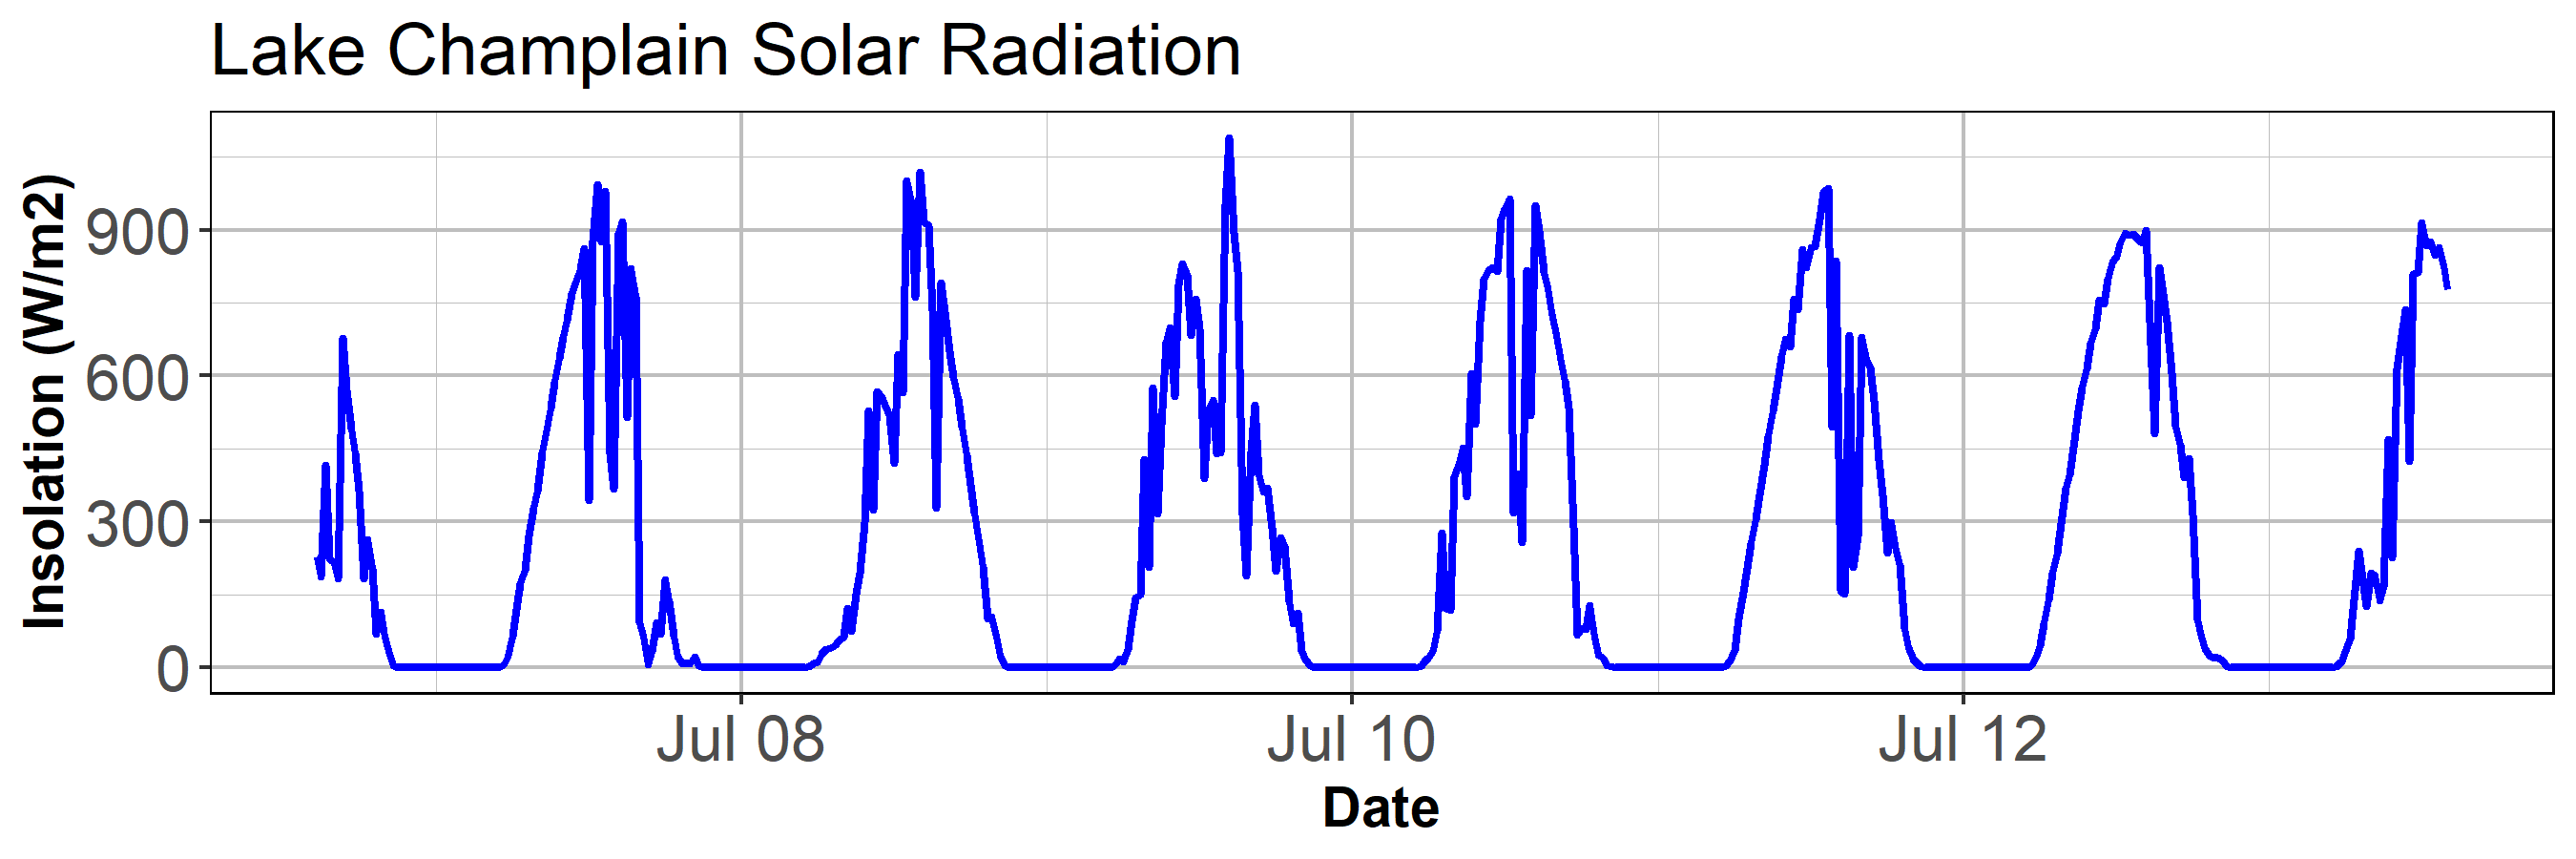 Lake Champlain Solar Radiation
Insolation (W/m2)
900
600
300
0
Jul 08
Jul 10
Jul 12
Date